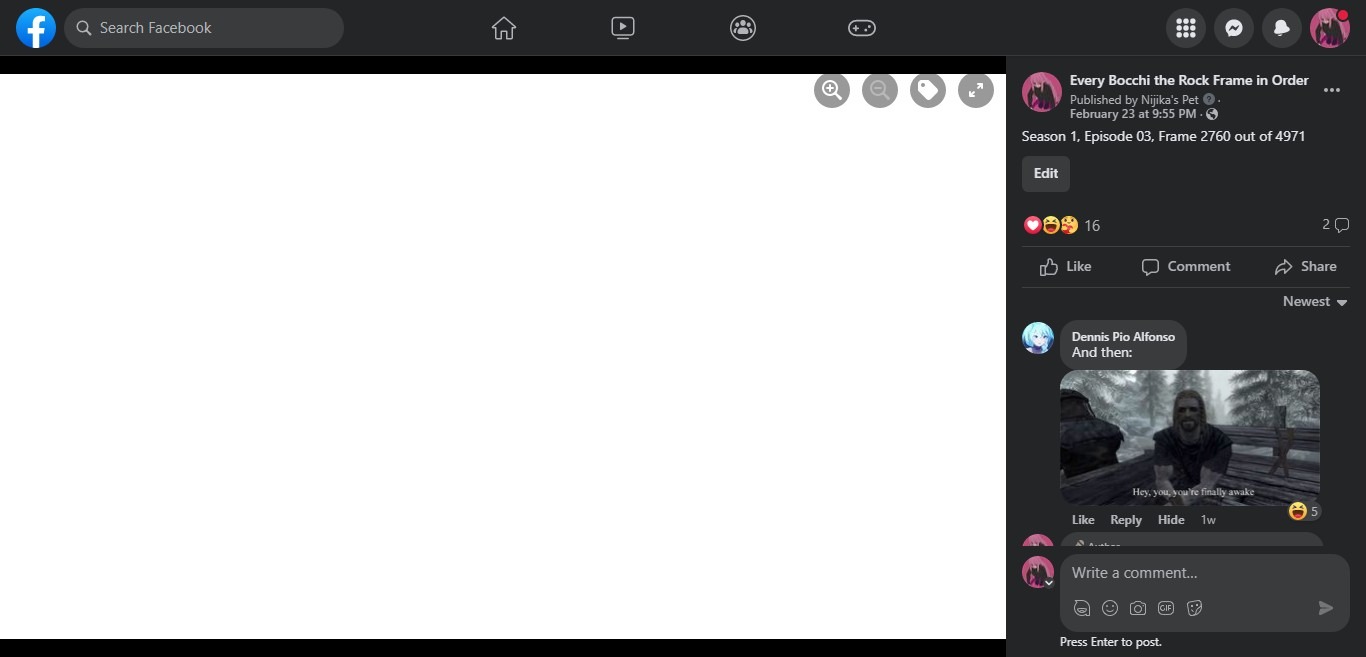 Search Facebook
Every Bocchi the Rock Frame in Order
Published by Nijika's Pet ·
February 23 at 9:55 PM ·
Season 1, Episode 03, Frame 2760 out of 4971
Edit
16
2
Like Comment Share
Newest
Dennis Pio Alfonso
And then:
Hey, you, you're finally awake
5
Like Reply Hide 1w
Author
Write a comment...
GIF
Press Enter to post.